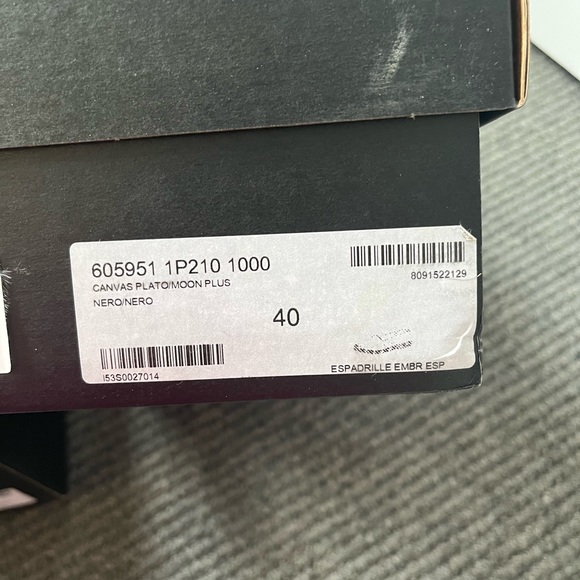 605951 1P210 1000
CANVAS PLATO/MOON PLUS
NERO/NERO
8091522129
40
I53S0027014
ESPADRILLE EMBR ESP